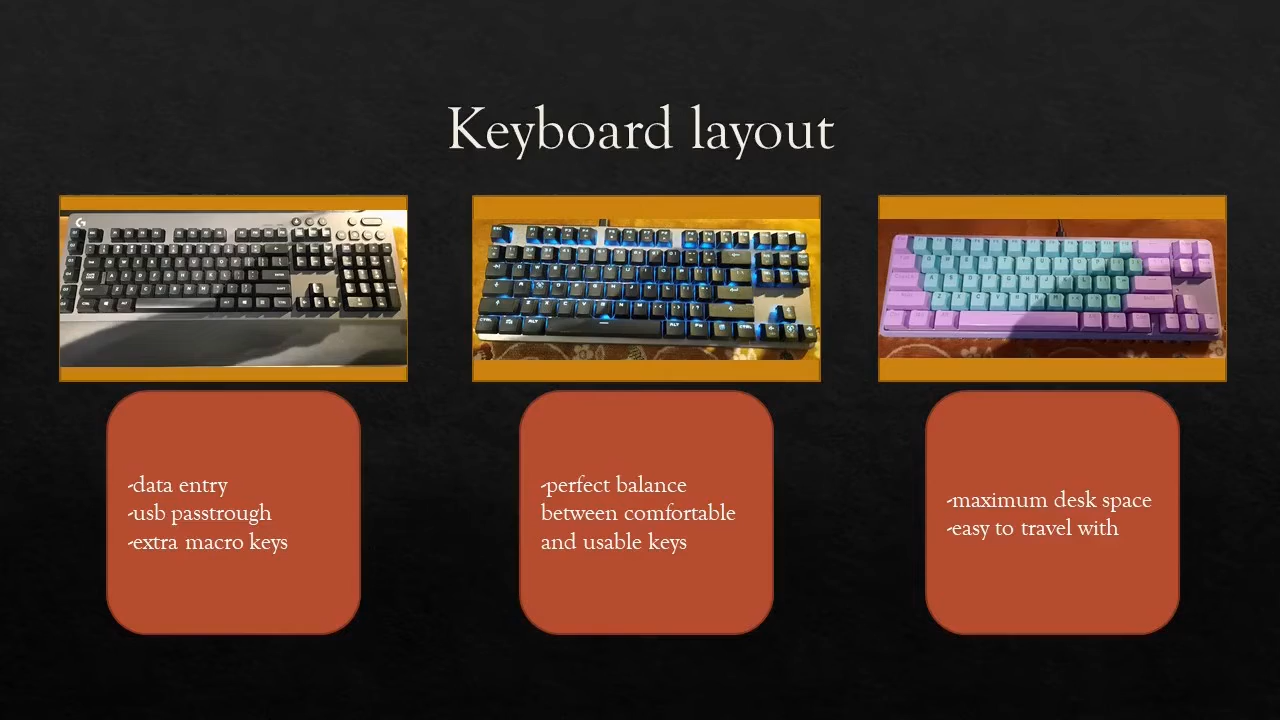 Keyboard layout
-data entry
-usb passtrough
-extra macro keys
-perfect balance
between comfortable
and usable keys
-maximum desk space
-easy to travel with